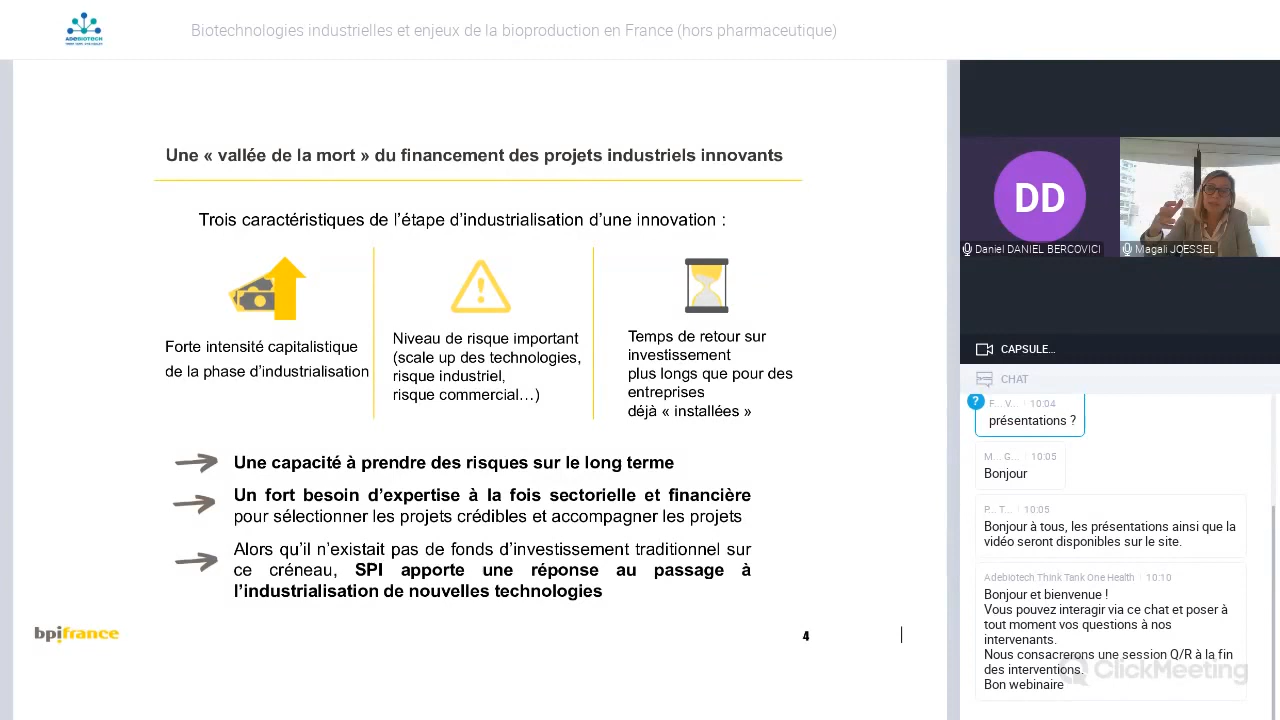 ADEBIOTECH
Biotechnologies industrielles et enjeux de la bioproduction en France (hors pharmaceutique)
Une « vallée de la mort » du financement des projets industriels innovants
Trois caractéristiques de l'étape d'industrialisation d'une innovation :
Forte intensité capitalistique
de la phase d'industrialisation
Niveau de risque important
(scale up des technologies,
risque industriel,
risque commercial…)
Temps de retour sur
investissement
plus longs que pour des
entreprises
déjà « installées »
Une capacité à prendre des risques sur le long terme
Un fort besoin d'expertise à la fois sectorielle et financière
pour sélectionner les projets crédibles et accompagner les projets
Alors qu'il n'existait pas de fonds d'investissement traditionnel sur
ce créneau, SPI apporte une réponse au passage à
l'industrialisation de nouvelles technologies
bpifrance
4
DD
Daniel DANIEL BERCOVICI
Magali JOESSEL
CAPSULE...
CHAT
?
F... V... 10:04
présentations ?
M... G... 10:05
Bonjour
P... T... 10:05
Bonjour à tous, les présentations ainsi que la
vidéo seront disponibles sur le site.
Adebiotech Think Tank One Health 10:10
Bonjour et bienvenue !
Vous pouvez interagir via ce chat et poser à
tout moment vos questions à nos
intervenants.
Nous consacrerons une session Q/R à la fin
des interventions.
Bon webinaire
ClickMeeting